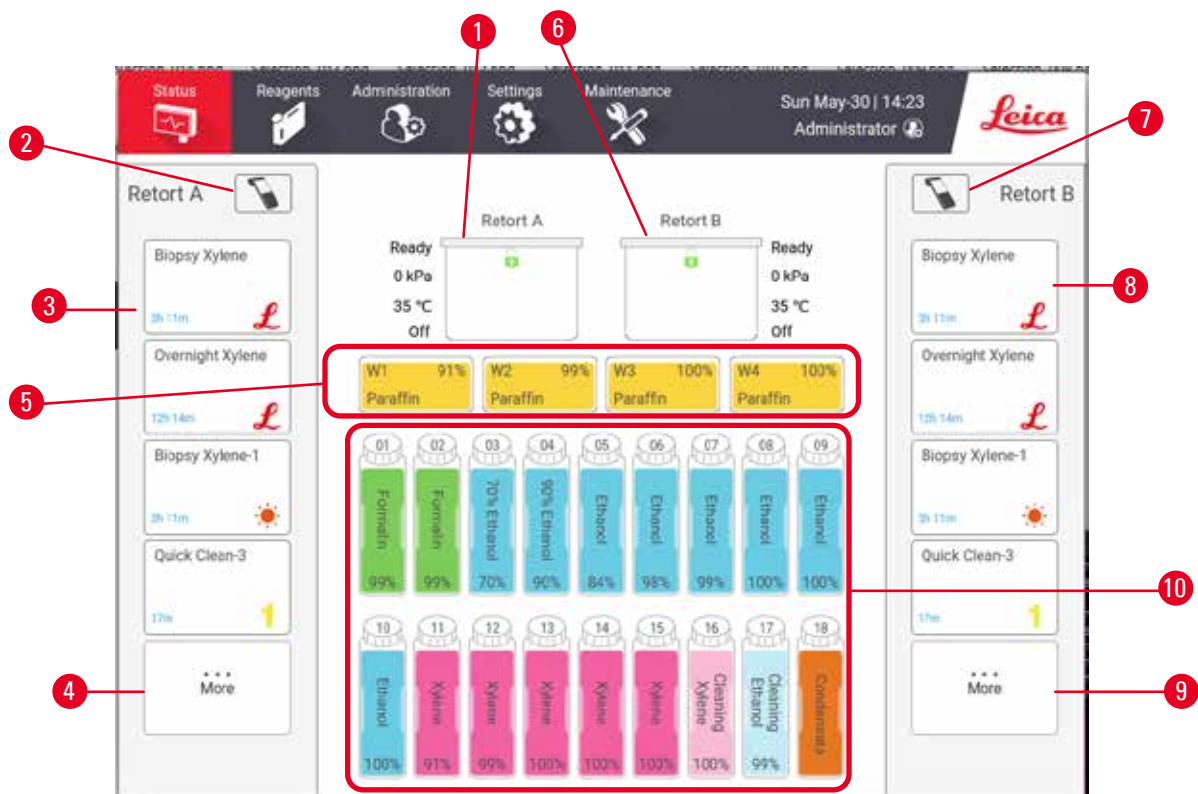 1
6
Status
Reagents
Administration
Settings
Maintenance
Sun May-30 | 14:23
Administrator
Leica
2
7
Retort A
Retort B
Retort A
Retort B
Ready
0 kPa
35 °C
Off
Ready
0 kPa
35 °C
Off
Biopsy Xylene
3h 11m
3
Overnight Xylene
12h 14m
Biopsy Xylene-1
3h 11m
Quick Clean-3
17m
1
...
More
4
5
W1 91%
Paraffin
W2 99%
Paraffin
W3 100%
Paraffin
W4 100%
Paraffin
01 02 03 04 05 06 07 08 09
Formalin
Formalin
70% Ethanol
90% Ethanol
Ethanol
Ethanol
Ethanol
Ethanol
Ethanol
99% 99% 70% 90% 84% 98% 99% 100% 100%
10 11 12 13 14 15 16 17 18
Ethanol
Xylene
Xylene
Xylene
Xylene
Xylene
Cleaning
Xylene
Cleaning
Ethanol
Condensate
100% 91% 99% 100% 100% 100% 100% 99%
Biopsy Xylene
3h 11m
8
Overnight Xylene
12h 14m
Biopsy Xylene-1
3h 11m
Quick Clean-3
17m
1
10
...
More
9